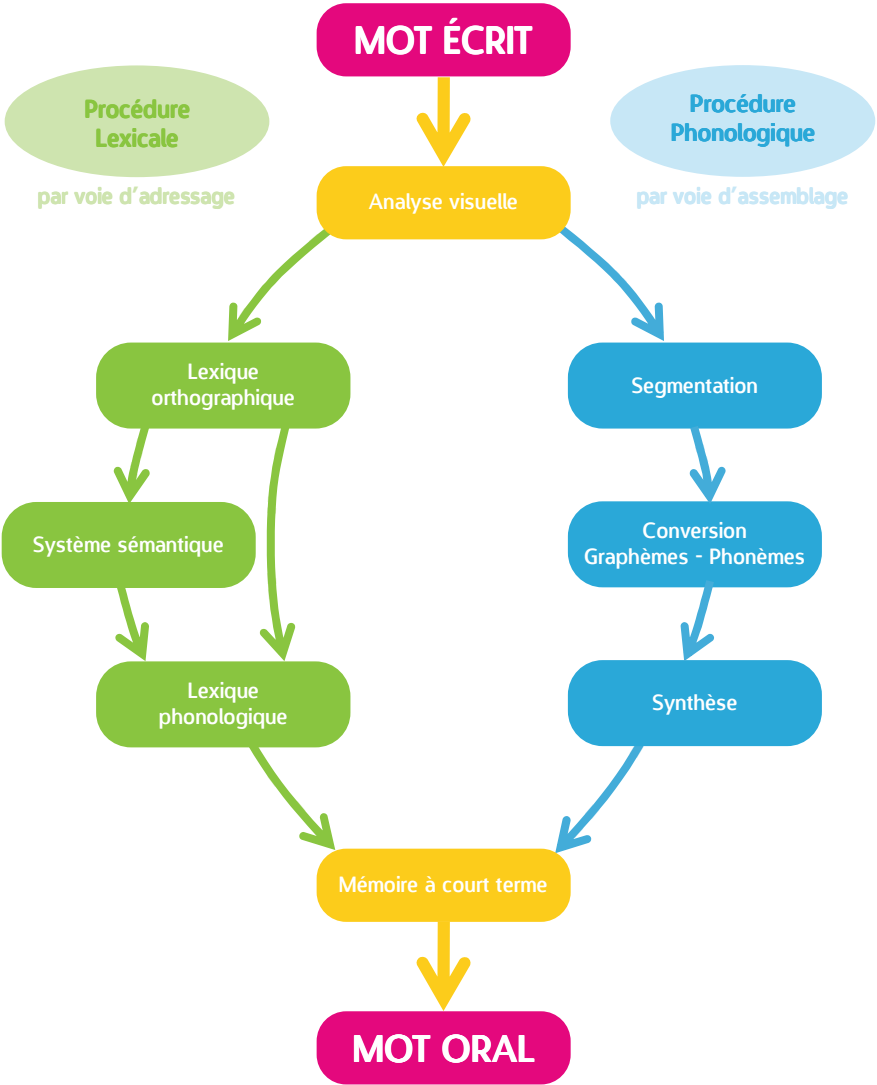 MOT ÉCRIT
Procédure
Lexicale
par voie d'adressage
Procédure
Phonologique
par voie d'assemblage
Analyse visuelle
Lexique
orthographique
Segmentation
Système sémantique
Conversion
Graphèmes - Phonèmes
Lexique
phonologique
Synthèse
Mémoire à court terme
MOT ORAL